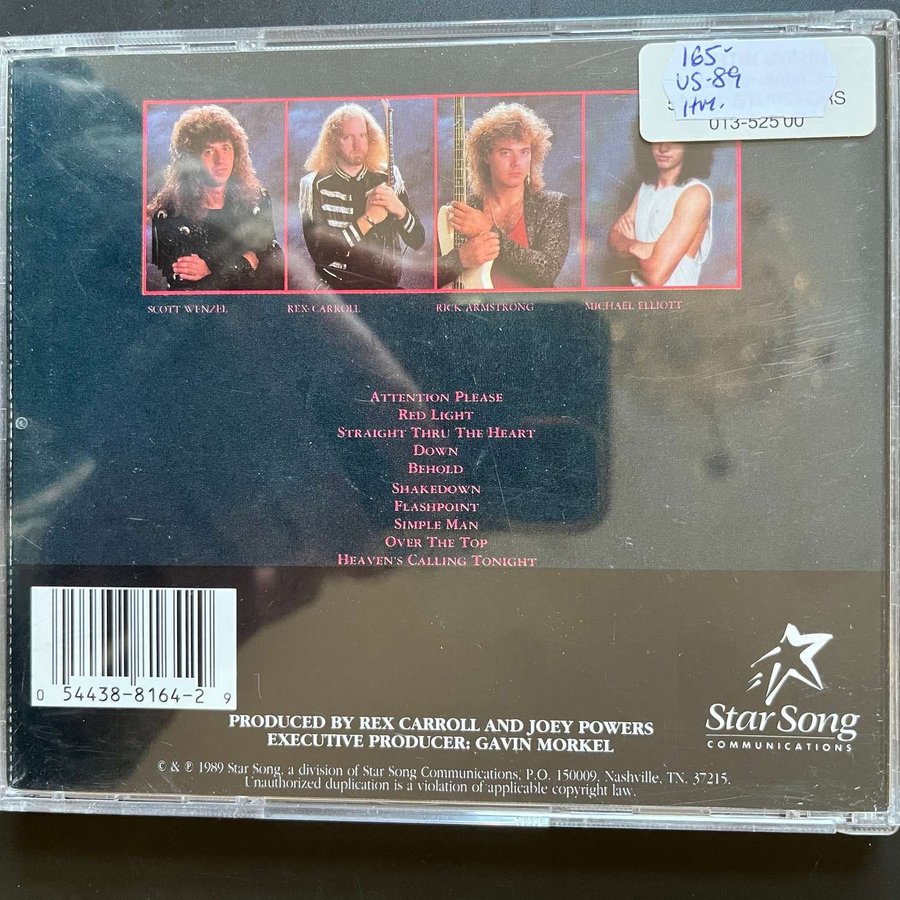 165-
US-89
013-525 00
SCOTT WENZEL
REX CARROLL
RICK ARMSTRONG
MICHAEL ELLIOTT
ATTENTION PLEASE
RED LIGHT
STRAIGHT THRU THE HEART
DOWN
BEHOLD
SHAKEDOWN
FLASHPOINT
SIMPLE MAN
OVER THE TOP
HEAVEN'S CALLING TONIGHT
0 54438-8164-2 9
Star Song
COMMUNICATIONS
PRODUCED BY REX CARROLL AND JOEY POWERS
EXECUTIVE PRODUCER: GAVIN MORKEL
© & ℗ 1989 Star Song, a division of Star Song Communications, P.O. 150009, Nashville, TN. 37215.
Unauthorized duplication is a violation of applicable copyright law.